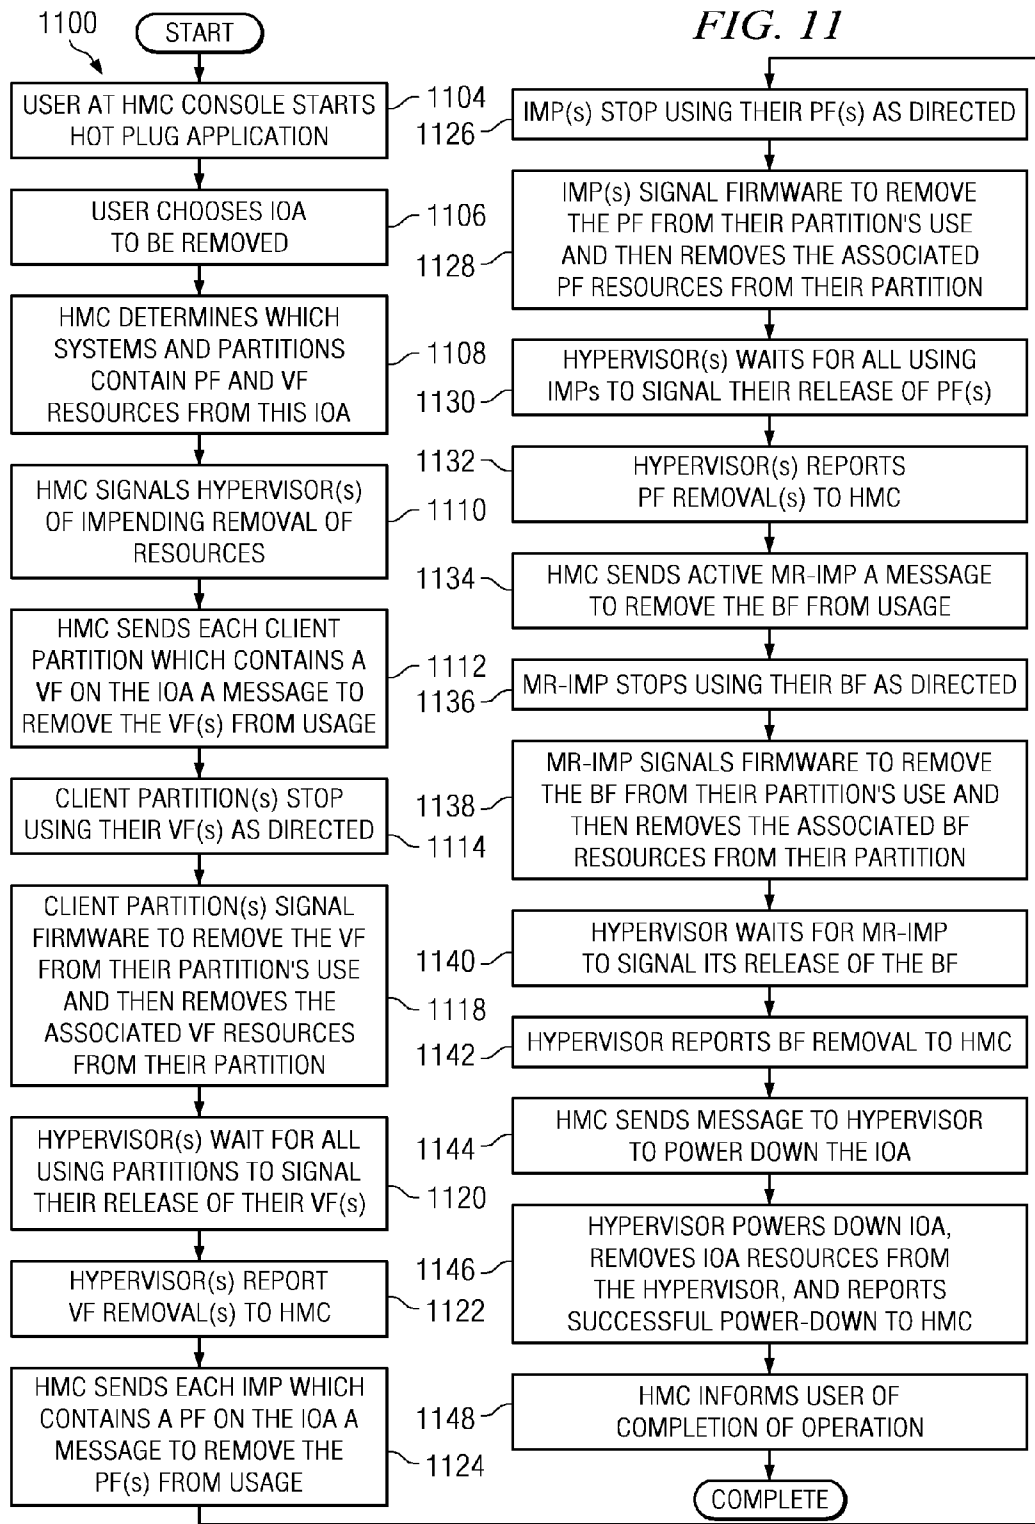 FIG. 11
1100
START
USER AT HMC CONSOLE STARTS
HOT PLUG APPLICATION
1104
USER CHOOSES IOA
TO BE REMOVED
1106
HMC DETERMINES WHICH
SYSTEMS AND PARTITIONS
CONTAIN PF AND VF
RESOURCES FROM THIS IOA
1108
HMC SIGNALS HYPERVISOR(s)
OF IMPENDING REMOVAL OF
RESOURCES
1110
HMC SENDS EACH CLIENT
PARTITION WHICH CONTAINS A
VF ON THE IOA A MESSAGE TO
REMOVE THE VF(s) FROM USAGE
1112
CLIENT PARTITION(s) STOP
USING THEIR VF(s) AS DIRECTED
1114
CLIENT PARTITION(s) SIGNAL
FIRMWARE TO REMOVE THE VF
FROM THEIR PARTITION'S USE
AND THEN REMOVES THE
ASSOCIATED VF RESOURCES
FROM THEIR PARTITION
1118
HYPERVISOR(s) WAIT FOR ALL
USING PARTITIONS TO SIGNAL
THEIR RELEASE OF THEIR VF(s)
1120
HYPERVISOR(s) REPORT
VF REMOVAL(s) TO HMC
1122
HMC SENDS EACH IMP WHICH
CONTAINS A PF ON THE IOA A
MESSAGE TO REMOVE THE
PF(s) FROM USAGE
1124
1126
IMP(s) STOP USING THEIR PF(s) AS DIRECTED
IMP(s) SIGNAL FIRMWARE TO REMOVE
THE PF FROM THEIR PARTITION'S USE
AND THEN REMOVES THE ASSOCIATED
PF RESOURCES FROM THEIR PARTITION
1128
HYPERVISOR(s) WAITS FOR ALL USING
IMPs TO SIGNAL THEIR RELEASE OF PF(s)
1130
1132
HYPERVISOR(s) REPORTS
PF REMOVAL(s) TO HMC
1134
HMC SENDS ACTIVE MR-IMP A MESSAGE
TO REMOVE THE BF FROM USAGE
1136
MR-IMP STOPS USING THEIR BF AS DIRECTED
MR-IMP SIGNALS FIRMWARE TO REMOVE
THE BF FROM THEIR PARTITION'S USE AND
THEN REMOVES THE ASSOCIATED BF
RESOURCES FROM THEIR PARTITION
1138
HYPERVISOR WAITS FOR MR-IMP
TO SIGNAL ITS RELEASE OF THE BF
1140
1142
HYPERVISOR REPORTS BF REMOVAL TO HMC
HMC SENDS MESSAGE TO HYPERVISOR
TO POWER DOWN THE IOA
1144
HYPERVISOR POWERS DOWN IOA,
REMOVES IOA RESOURCES FROM
THE HYPERVISOR, AND REPORTS
SUCCESSFUL POWER-DOWN TO HMC
1146
HMC INFORMS USER OF
COMPLETION OF OPERATION
1148
COMPLETE